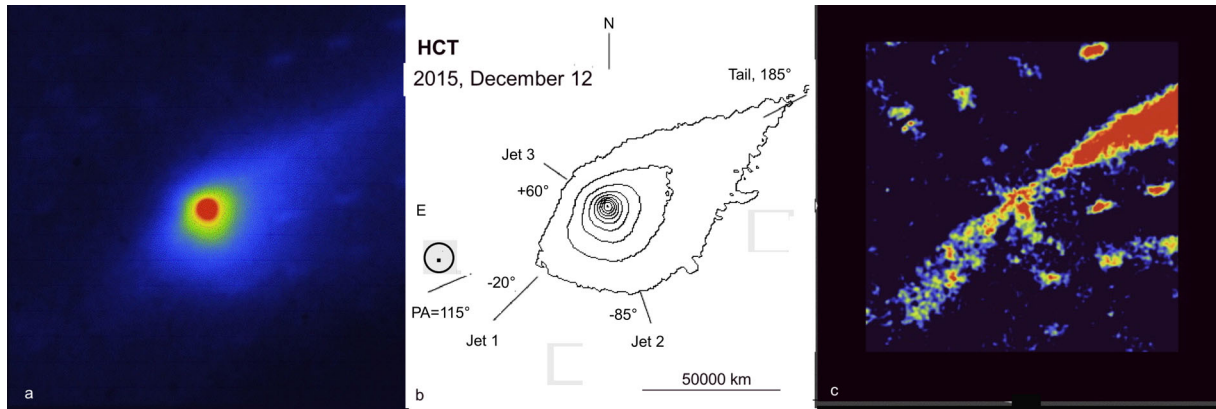 HCT
2015, December 12
N
Tail, 185°
Jet 3
+60°
E
-20°
PA=115°
-85°
Jet 1
Jet 2
50000 km
a
b
c